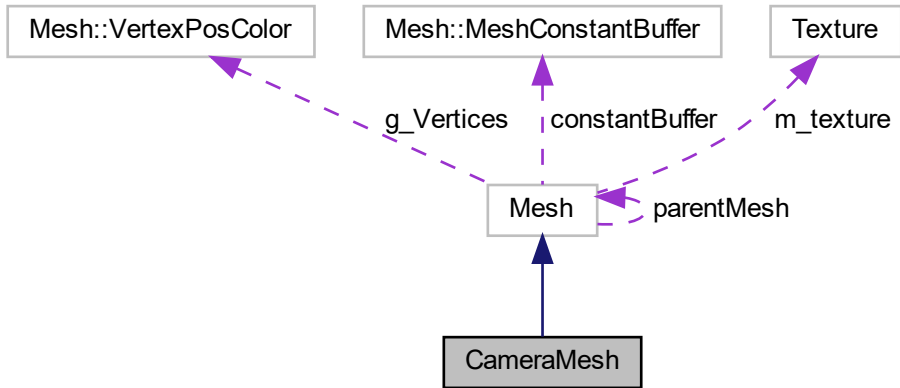 Mesh::VertexPosColor
Mesh::MeshConstantBuffer
Texture
g_Vertices
constantBuffer
m_texture
Mesh
parentMesh
CameraMesh